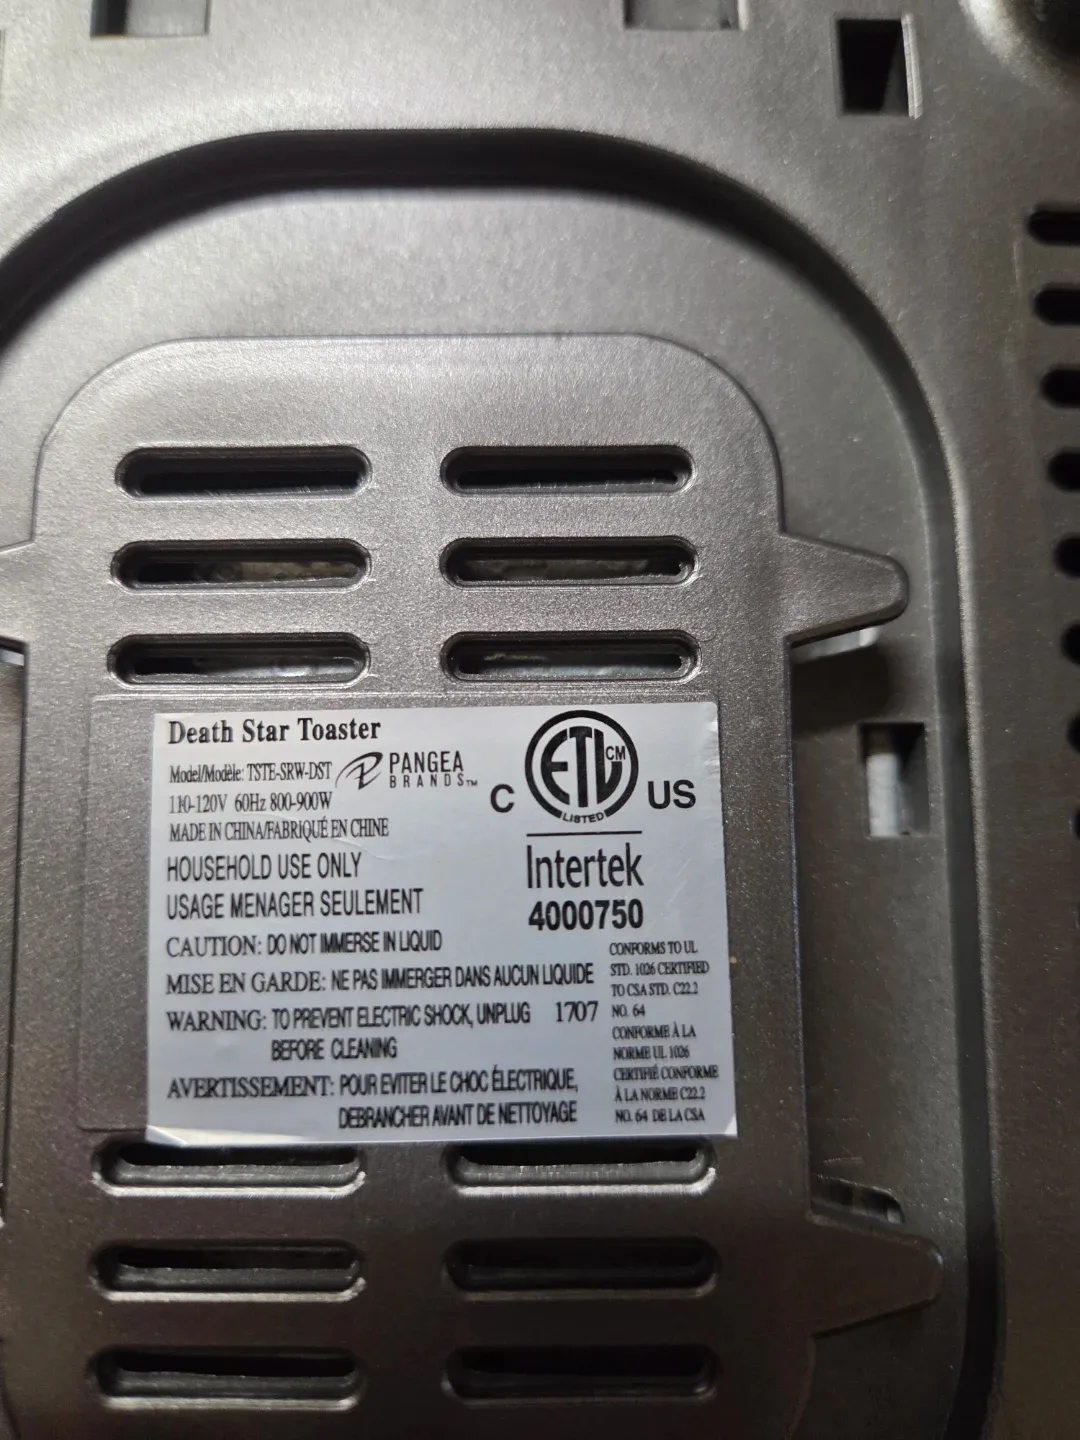 Death Star Toaster
Model/Modèle: TSTE-SRW-DST
PANGEA
BRANDS™
110-120V 60Hz 800-900W
MADE IN CHINA/FABRIQUÉ EN CHINE
HOUSEHOLD USE ONLY
USAGE MENAGER SEULEMENT
CAUTION: DO NOT IMMERSE IN LIQUID
MISE EN GARDE: NE PAS IMMERGER DANS AUCUN LIQUIDE
WARNING: TO PREVENT ELECTRIC SHOCK, UNPLUG
BEFORE CLEANING
1707
AVERTISSEMENT: POUR EVITER LE CHOC ÉLECTRIQUE,
DEBRANCHER AVANT DE NETTOYAGE
C ETL CM US
LISTED
Intertek
4000750
CONFORMS TO UL
STD. 1026 CERTIFIED
TO CSA STD. C22.2
NO. 64
CONFORME À LA
NORME UL 1026
CERTIFIÉ CONFORME
À LA NORME C22.2
NO. 64 DE LA CSA